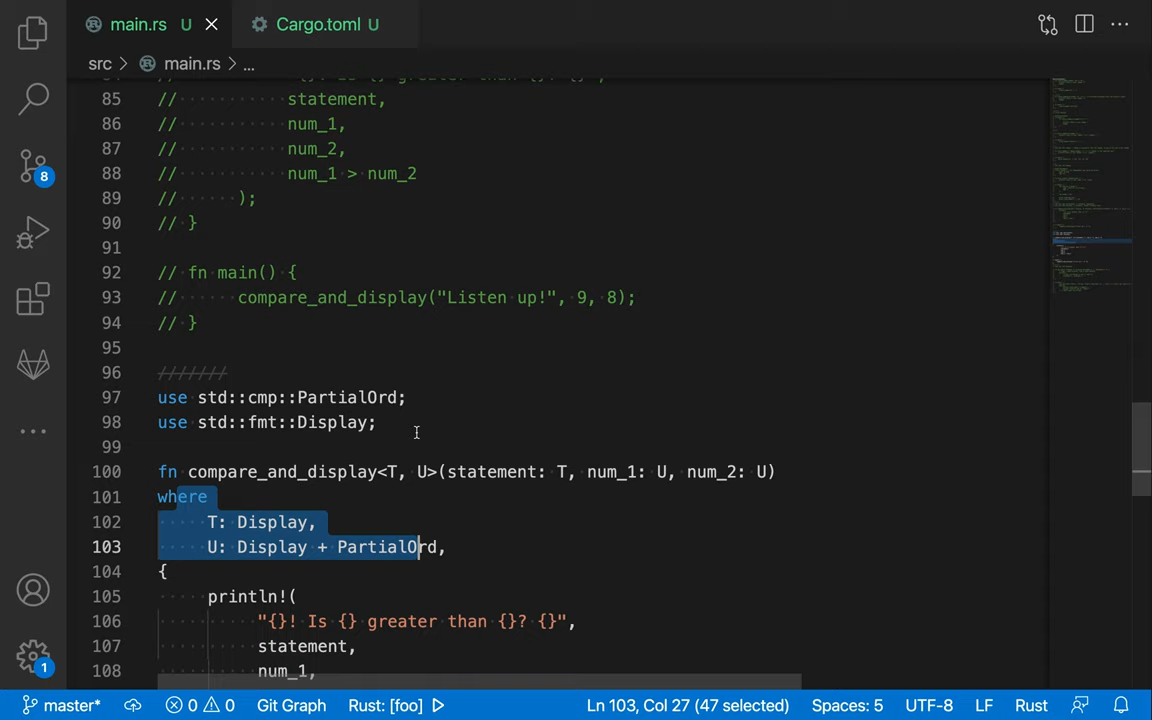 main.rs U
Cargo.toml U
src > main.rs > ...
84 // "{}! Is {} greater than {}? {}",
85 // statement,
86 // num_1,
87 // num_2,
88 // num_1 > num_2
89 // );
90 // }
91
92 // fn main() {
93 // compare_and_display("Listen up!", 9, 8);
94 // }
95
96 ///////
97 use std::cmp::PartialOrd;
98 use std::fmt::Display;
99
100 fn compare_and_display<T, U>(statement: T, num_1: U, num_2: U)
101 where
102 T: Display,
103 U: Display + PartialOrd,
104 {
105 println!(
106 "{}! Is {} greater than {}? {}",
107 statement,
108 num_1,
8
1
master* 0 0 Git Graph Rust: [foo] Ln 103, Col 27 (47 selected) Spaces: 5 UTF-8 LF Rust